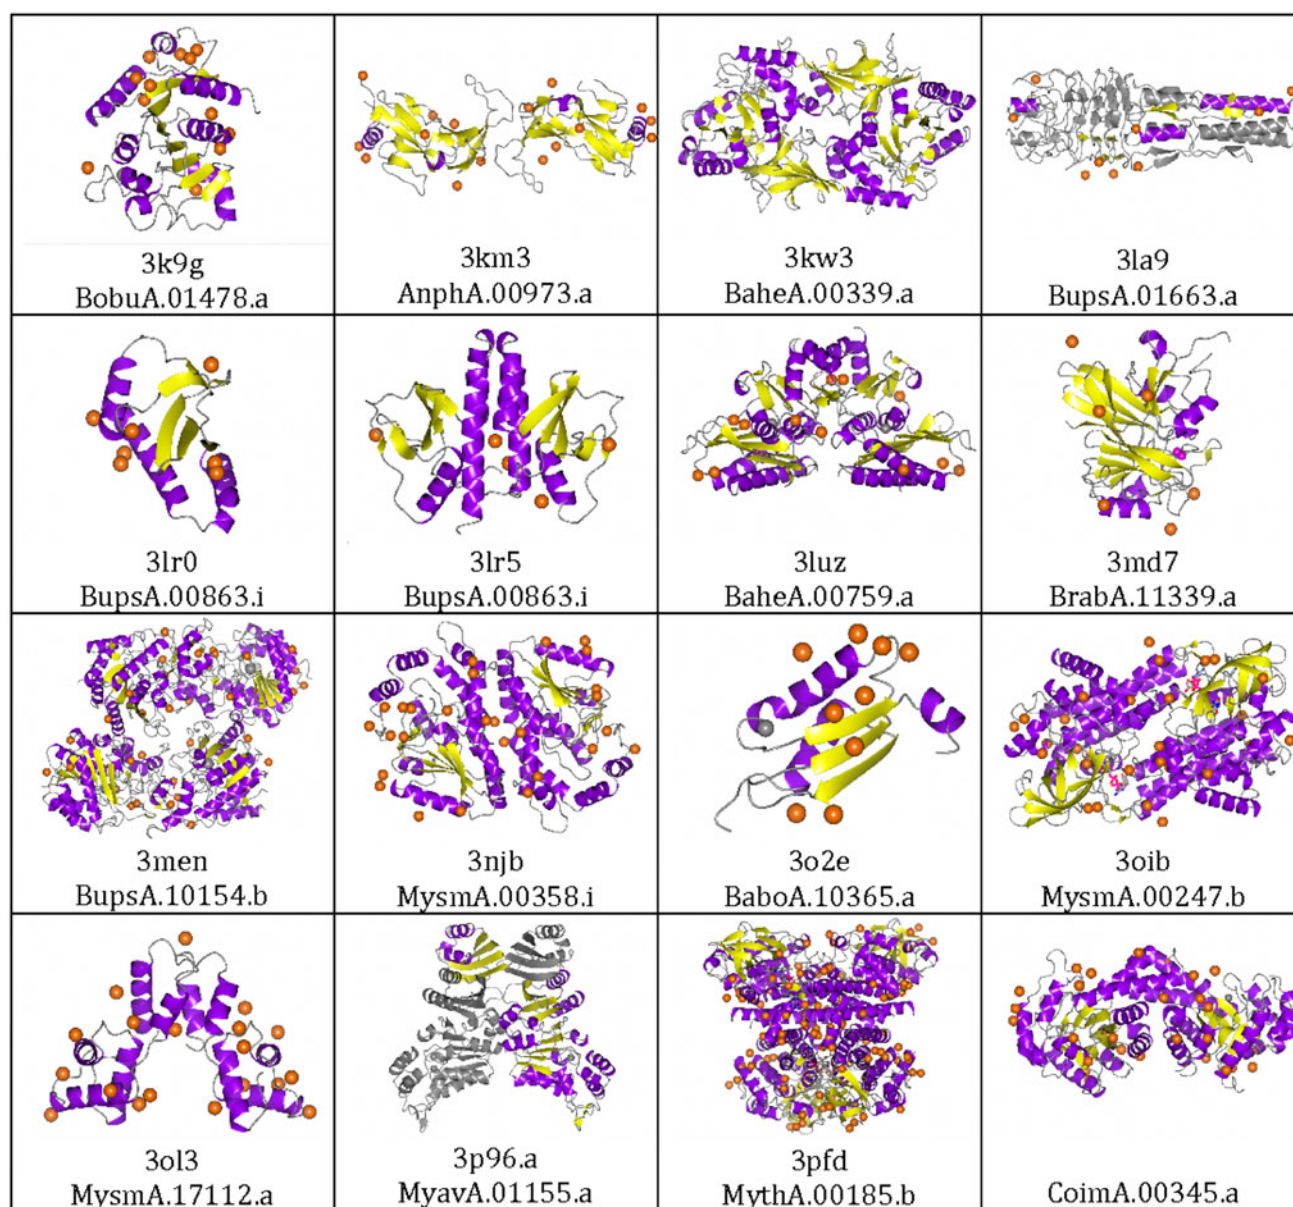 3k9g
BobuA.01478.a
3km3
AnphA.00973.a
3kw3
BaheA.00339.a
3la9
BupsA.01663.a
3lr0
BupsA.00863.i
3lr5
BupsA.00863.i
3luz
BaheA.00759.a
3md7
BrabA.11339.a
3men
BupsA.10154.b
3njb
MysmA.00358.i
3o2e
BaboA.10365.a
3oib
MysmA.00247.b
3ol3
MysmA.17112.a
3p96.a
MyavA.01155.a
3pfd
MythA.00185.b
CoimA.00345.a